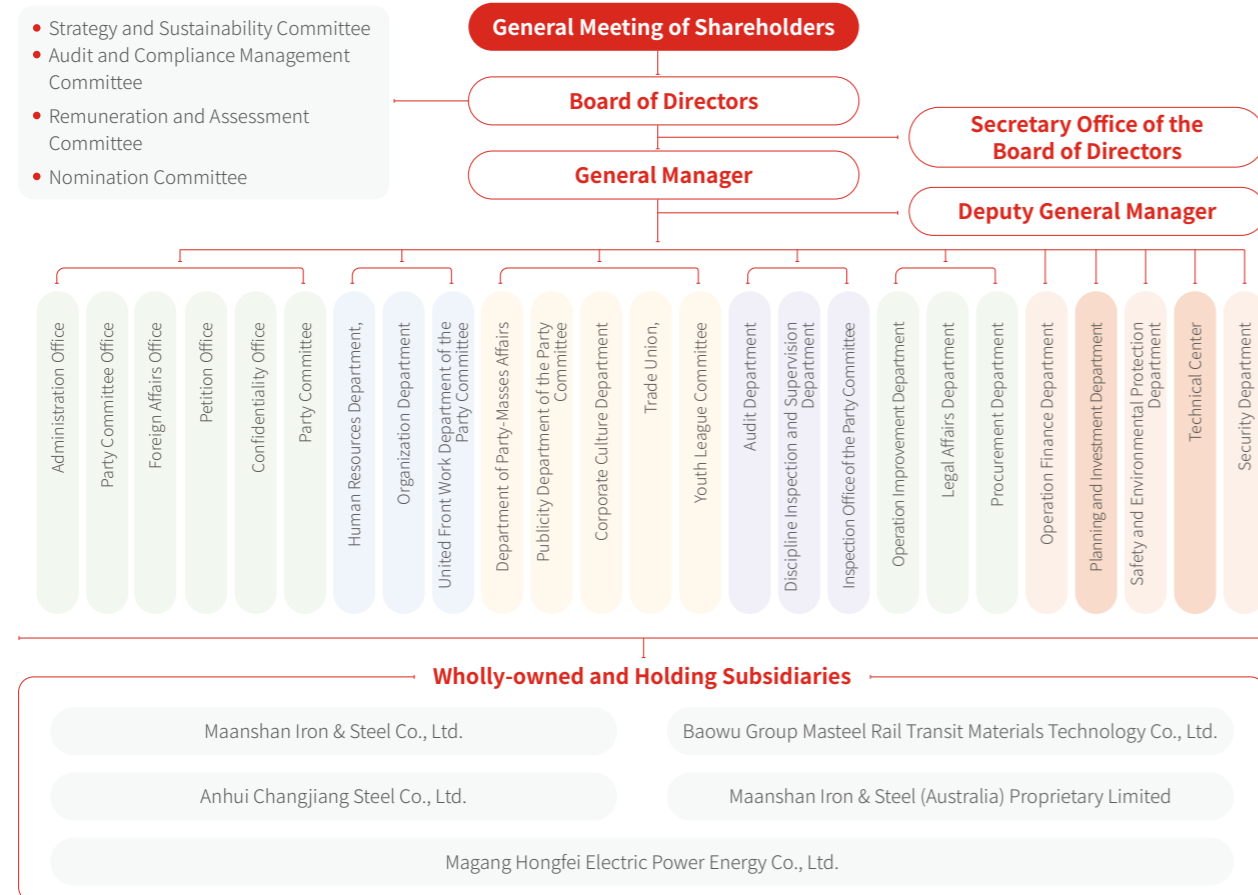 Strategy and Sustainability Committee
Audit and Compliance Management
Committee
Remuneration and Assessment
Committee
Nomination Committee
General Meeting of Shareholders
Board of Directors
Secretary Office of the
Board of Directors
General Manager
Deputy General Manager
Administration Office
Party Committee Office
Foreign Affairs Office
Petition Office
Confidentiality Office
Party Committee
Human Resources Department,
Organization Department
United Front Work Department of the
Party Committee
Department of Party-Masses Affairs
Publicity Department of the Party
Committee
Corporate Culture Department
Trade Union,
Youth League Committee
Audit Department
Discipline Inspection and Supervision
Department
Inspection Office of the Party Committee
Operation Improvement Department
Legal Affairs Department
Procurement Department
Operation Finance Department
Planning and Investment Department
Safety and Environmental Protection
Department
Technical Center
Security Department
Wholly-owned and Holding Subsidiaries
Maanshan Iron & Steel Co., Ltd.
Baowu Group Masteel Rail Transit Materials Technology Co., Ltd.
Anhui Changjiang Steel Co., Ltd.
Maanshan Iron & Steel (Australia) Proprietary Limited
Magang Hongfei Electric Power Energy Co., Ltd.